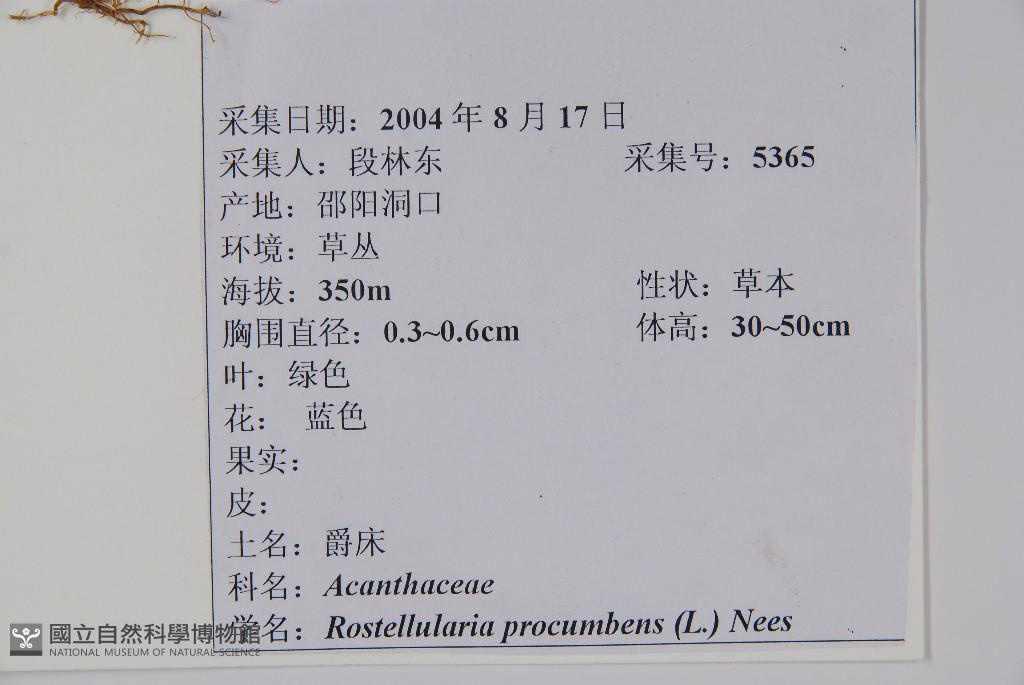 采集日期：2004 年 8 月 17 日
采集人：段林东 采集号：5365
产地：邵阳洞口
环境：草丛
海拔：350m 性状：草本
胸围直径：0.3~0.6cm 体高：30~50cm
叶：绿色
花： 蓝色
果实：
皮：
土名：爵床
科名：Acanthaceae
学名：Rostellularia procumbens (L.) Nees
國立自然科學博物館
NATIONAL MUSEUM OF NATURAL SCIENCE